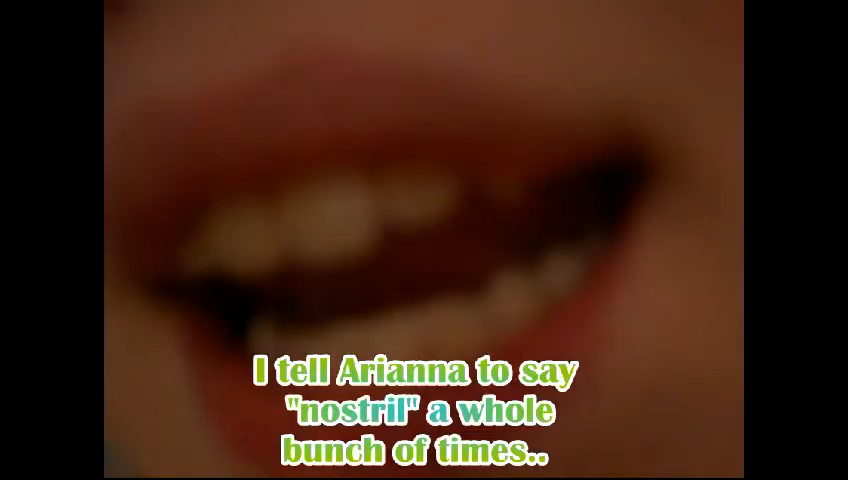 I tell Arianna to say
"nostril" a whole
bunch of times..